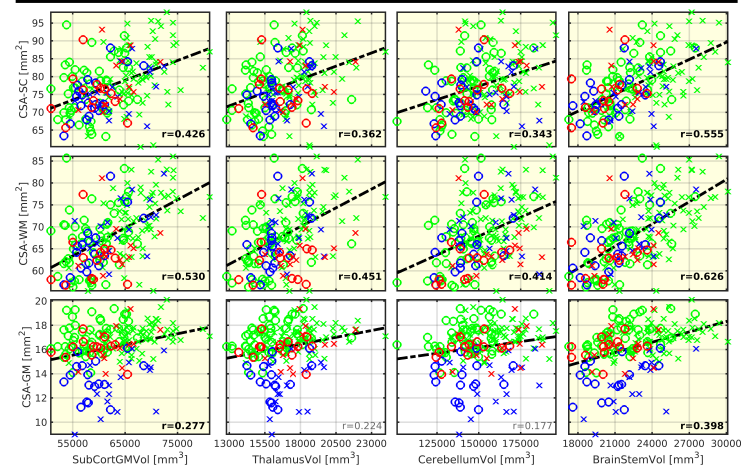 95
90
85
80
75
70
65
CSA-SC [mm²]
r=0.426
r=0.362
r=0.343
r=0.555
85
80
75
70
65
60
CSA-WM [mm²]
r=0.530
r=0.451
r=0.414
r=0.626
20
18
16
14
12
10
CSA-GM [mm²]
r=0.277
r=0.224
r=0.177
r=0.398
55000 65000 75000
13000 15500 18500 21000 23000
125000 150000 175000
18000 21000 24000 27000 30000
SubCortGMVol [mm³]
ThalamusVol [mm³]
CerebellumVol [mm³]
BrainStemVol [mm³]